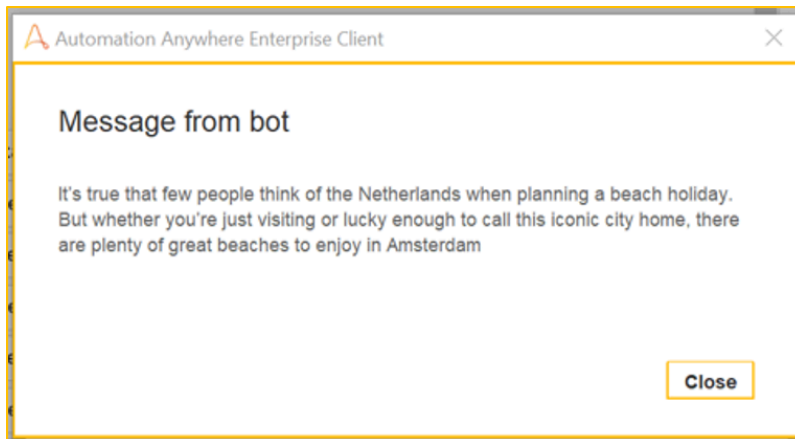 Automation Anywhere Enterprise Client
Message from bot
It's true that few people think of the Netherlands when planning a beach holiday.
But whether you're just visiting or lucky enough to call this iconic city home, there
are plenty of great beaches to enjoy in Amsterdam
Close